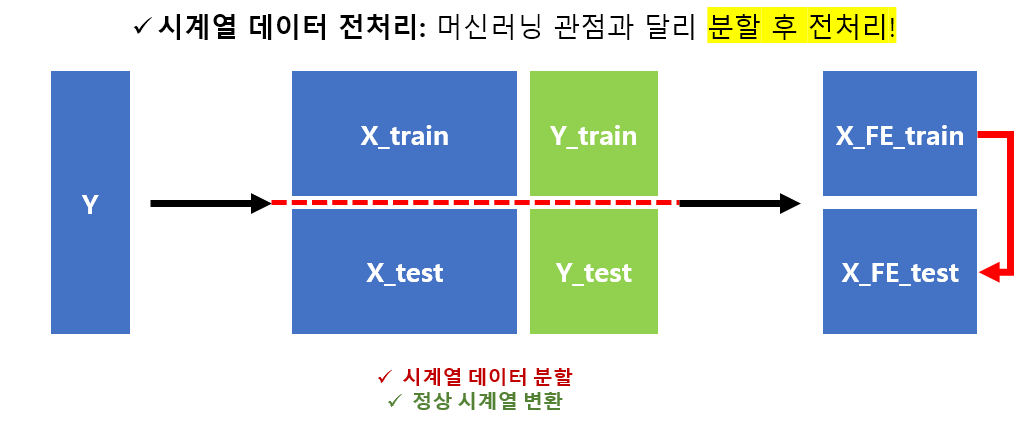 ✓ 시계열 데이터 전처리: 머신러닝 관점과 달리 분할 후 전처리!
Y
X_train
Y_train
X_test
Y_test
X_FE_train
X_FE_test
✓ 시계열 데이터 분할
✓ 정상 시계열 변환